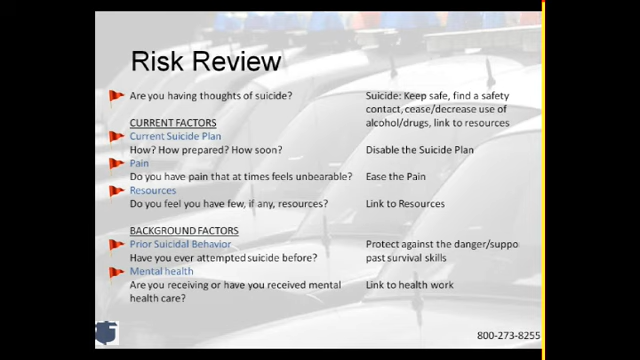 Risk Review
Are you having thoughts of suicide?
Suicide: Keep safe, find a safety
contact, cease/decrease use of
alcohol/drugs, link to resources
CURRENT FACTORS
Current Suicide Plan
How? How prepared? How soon?
Disable the Suicide Plan
Pain
Do you have pain that at times feels unbearable?
Ease the Pain
Resources
Do you feel you have few, if any, resources?
Link to Resources
BACKGROUND FACTORS
Prior Suicidal Behavior
Protect against the danger/suppo
Have you ever attempted suicide before?
past survival skills
Mental health
Are you receiving or have you received mental
Link to health work
health care?
800-273-8255